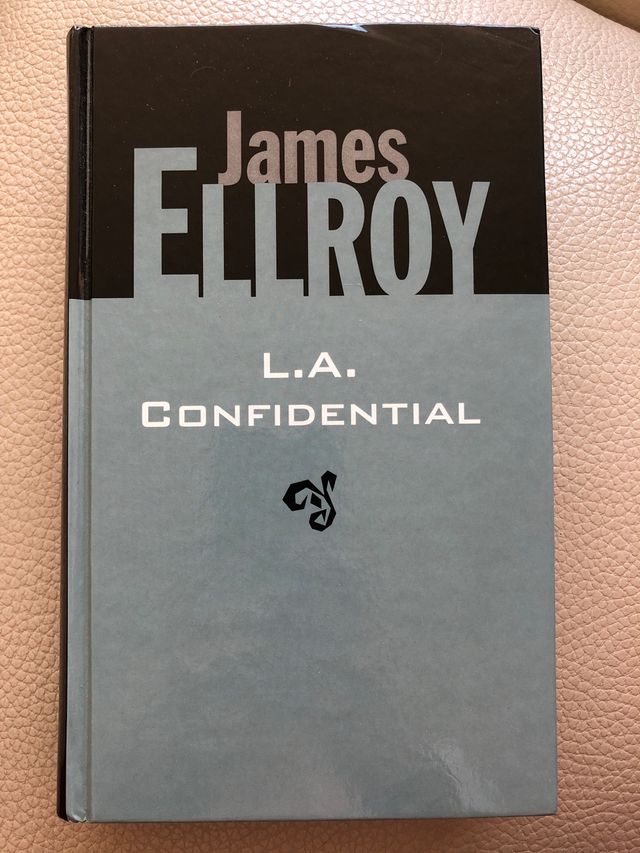 James
ELLROY
L.A.
CONFIDENTIAL